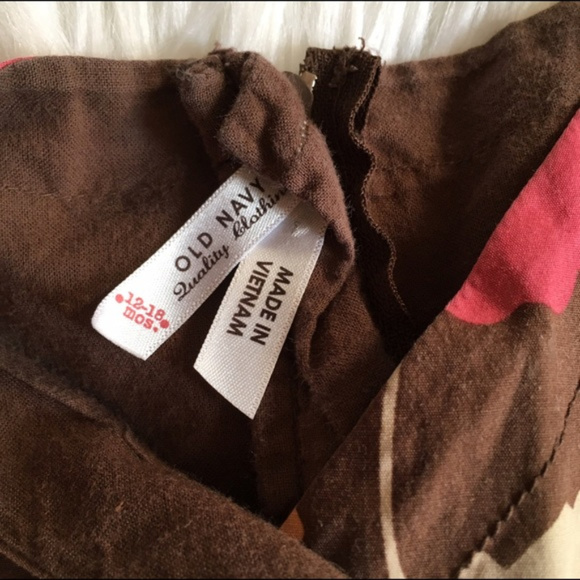 OLD NAVY
Quality Clothing
12-18
mos.
MADE IN
VIETNAM